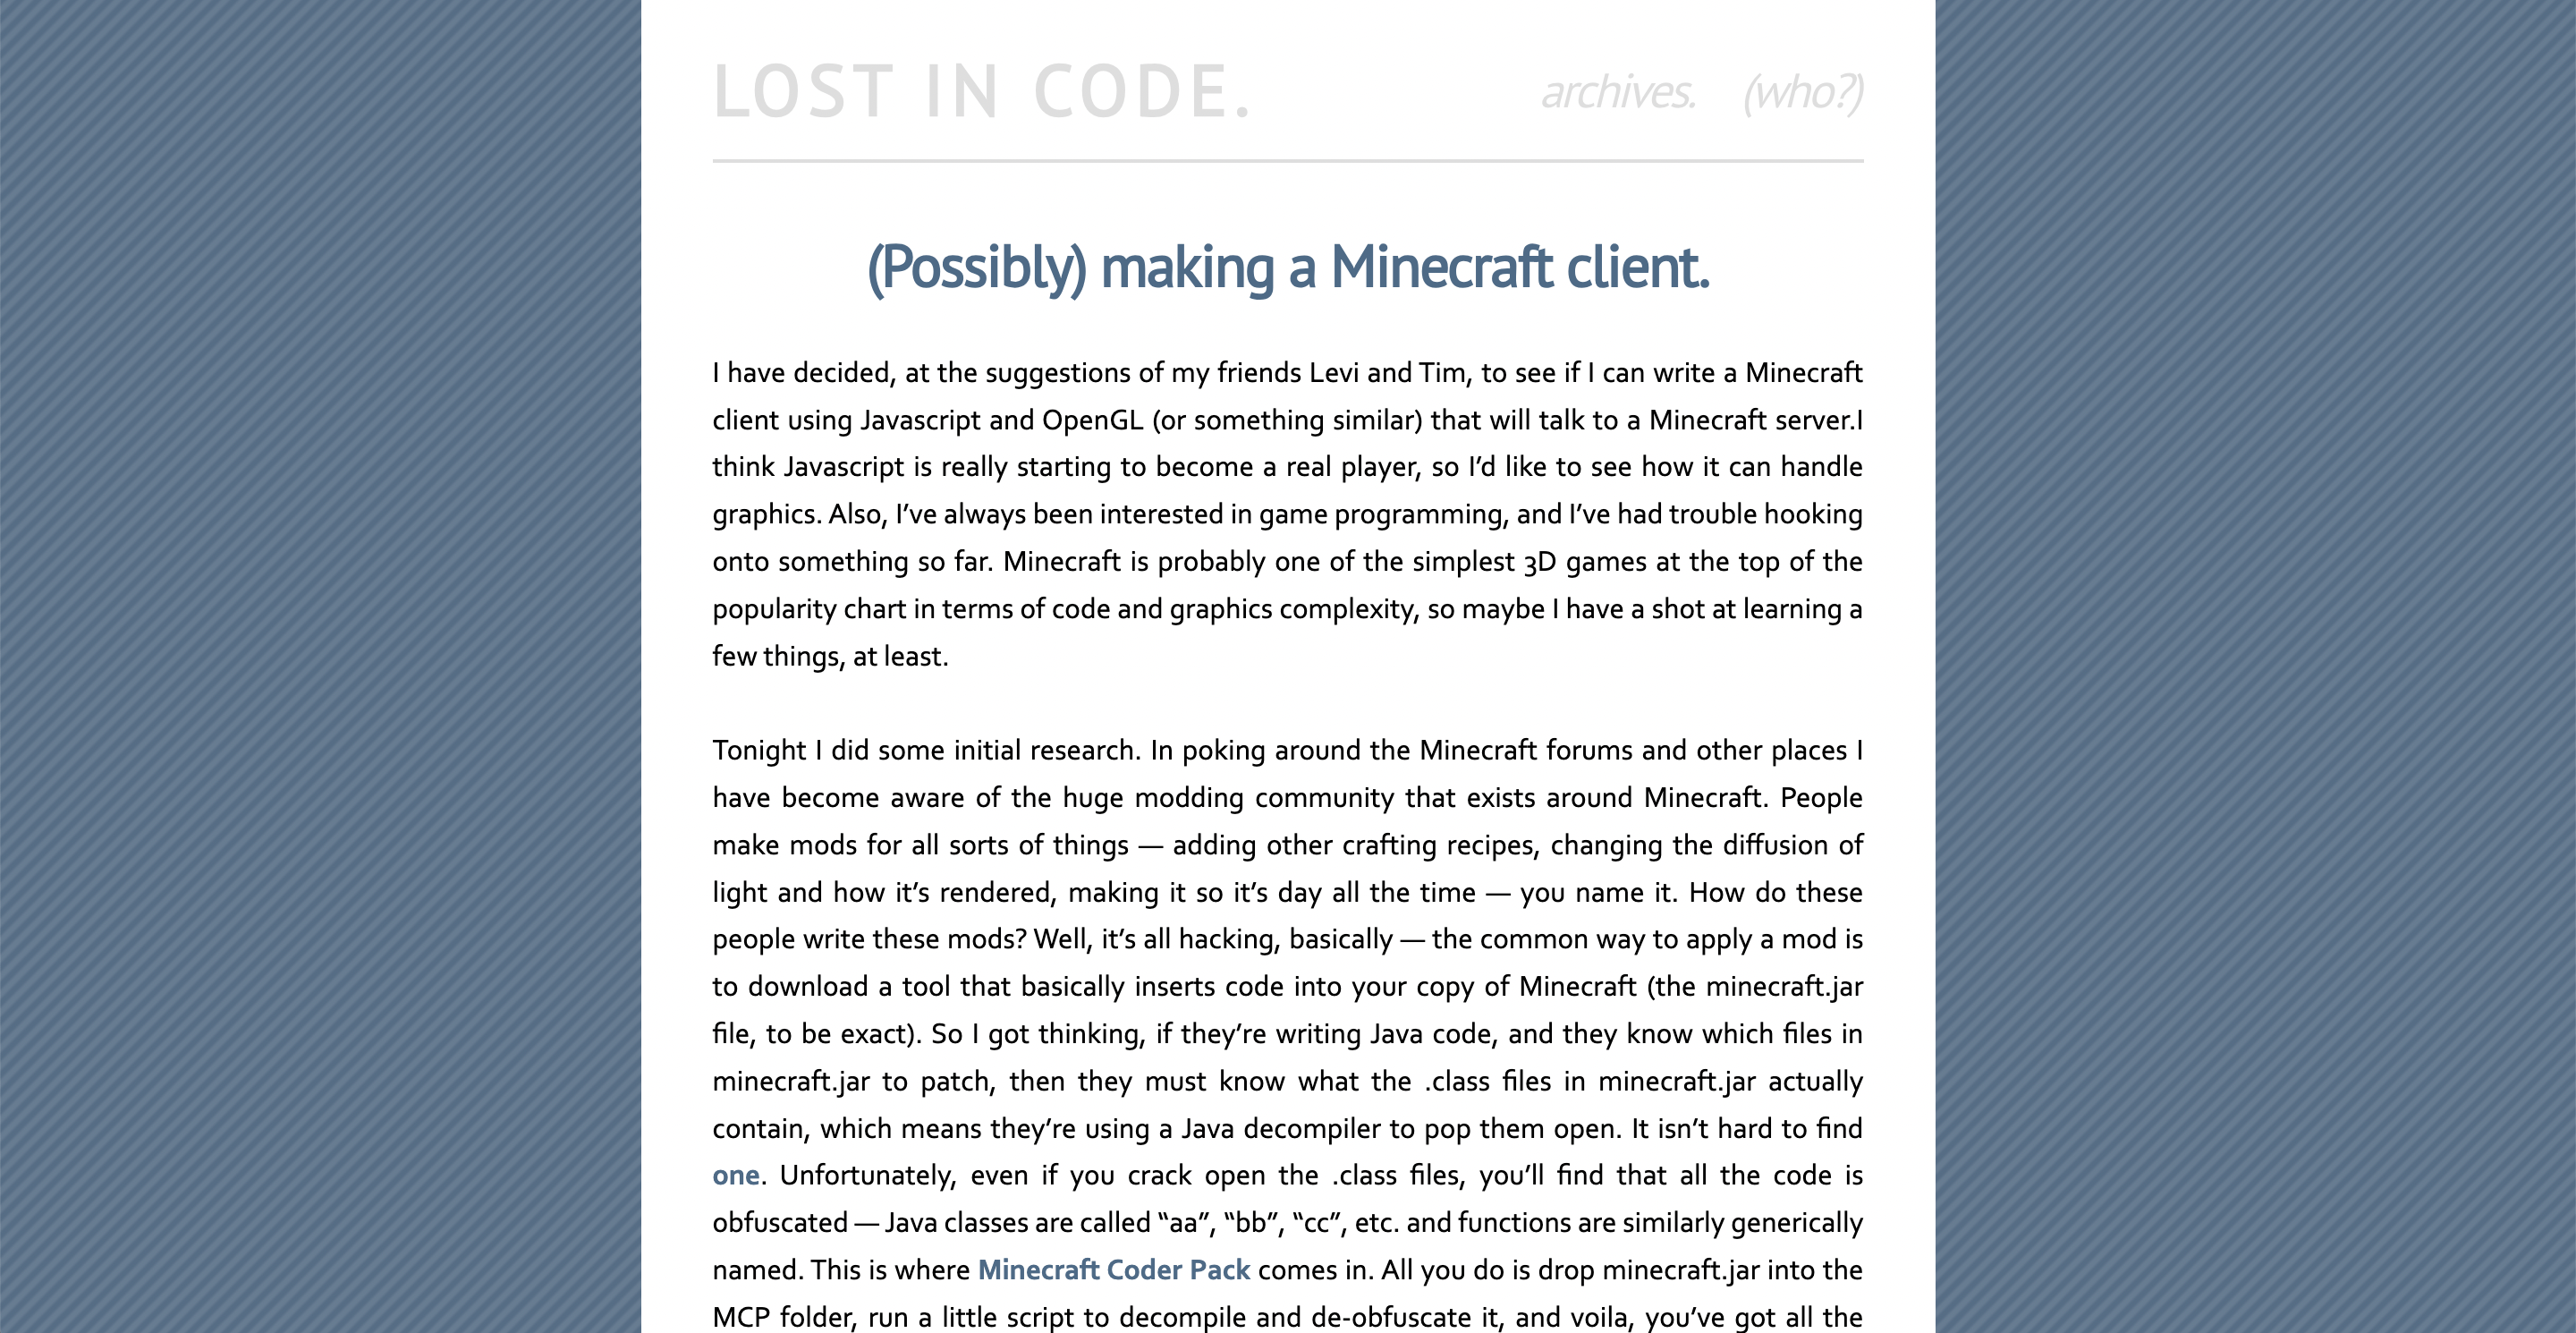 LOST IN CODE.
archives. (who?)
(Possibly) making a Minecraft client.
I have decided, at the suggestions of my friends Levi and Tim, to see if I can write a Minecraft
client using Javascript and OpenGL (or something similar) that will talk to a Minecraft server.I
think Javascript is really starting to become a real player, so I’d like to see how it can handle
graphics. Also, I’ve always been interested in game programming, and I’ve had trouble hooking
onto something so far. Minecraft is probably one of the simplest 3D games at the top of the
popularity chart in terms of code and graphics complexity, so maybe I have a shot at learning a
few things, at least.
Tonight I did some initial research. In poking around the Minecraft forums and other places I
have become aware of the huge modding community that exists around Minecraft. People
make mods for all sorts of things — adding other crafting recipes, changing the diffusion of
light and how it’s rendered, making it so it’s day all the time — you name it. How do these
people write these mods? Well, it’s all hacking, basically — the common way to apply a mod is
to download a tool that basically inserts code into your copy of Minecraft (the minecraft.jar
file, to be exact). So I got thinking, if they’re writing Java code, and they know which files in
minecraft.jar to patch, then they must know what the .class files in minecraft.jar actually
contain, which means they’re using a Java decompiler to pop them open. It isn’t hard to find
one. Unfortunately, even if you crack open the .class files, you’ll find that all the code is
obfuscated — Java classes are called “aa”, “bb”, “cc”, etc. and functions are similarly generically
named. This is where Minecraft Coder Pack comes in. All you do is drop minecraft.jar into the
MCP folder, run a little script to decompile and de-obfuscate it, and voila, you’ve got all the